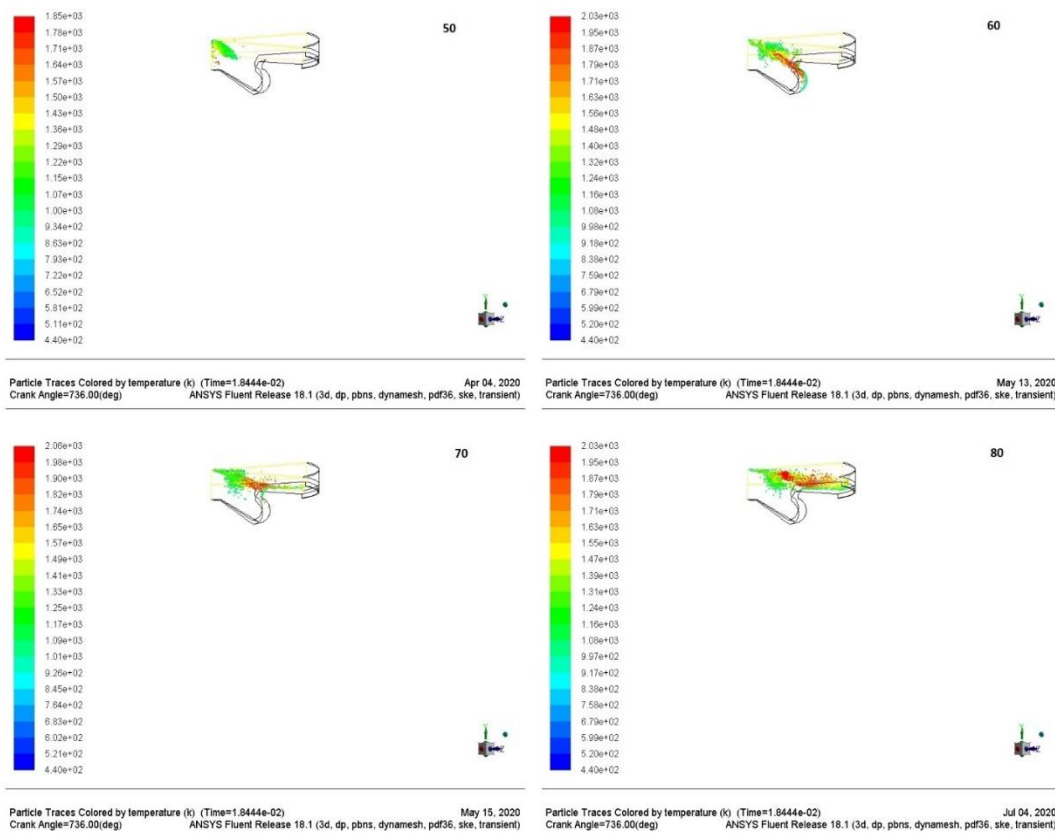 1.85e+03
1.78e+03
1.71e+03
1.64e+03
1.57e+03
1.50e+03
1.43e+03
1.36e+03
1.29e+03
1.22e+03
1.15e+03
1.07e+03
1.00e+03
9.34e+02
8.63e+02
7.93e+02
7.22e+02
6.52e+02
5.81e+02
5.11e+02
4.40e+02
50
Particle Traces Colored by temperature (k) (Time=1.8444e-02)
Crank Angle=736.00(deg)
Apr 04, 2020
ANSYS Fluent Release 18.1 (3d, dp, pbns, dynamesh, pdf36, ske, transient)
2.03e+03
1.95e+03
1.87e+03
1.79e+03
1.71e+03
1.63e+03
1.56e+03
1.48e+03
1.40e+03
1.32e+03
1.24e+03
1.16e+03
1.08e+03
9.98e+02
9.18e+02
8.38e+02
7.59e+02
6.79e+02
5.99e+02
5.20e+02
4.40e+02
60
Particle Traces Colored by temperature (k) (Time=1.8444e-02)
Crank Angle=736.00(deg)
May 13, 2020
ANSYS Fluent Release 18.1 (3d, dp, pbns, dynamesh, pdf36, ske, transient)
2.06e+03
1.98e+03
1.90e+03
1.82e+03
1.74e+03
1.65e+03
1.57e+03
1.49e+03
1.41e+03
1.33e+03
1.25e+03
1.17e+03
1.09e+03
1.01e+03
9.26e+02
8.45e+02
7.64e+02
6.83e+02
6.02e+02
5.21e+02
4.40e+02
70
Particle Traces Colored by temperature (k) (Time=1.8444e-02)
Crank Angle=736.00(deg)
May 15, 2020
ANSYS Fluent Release 18.1 (3d, dp, pbns, dynamesh, pdf36, ske, transient)
2.03e+03
1.95e+03
1.87e+03
1.79e+03
1.71e+03
1.63e+03
1.55e+03
1.47e+03
1.39e+03
1.31e+03
1.24e+03
1.16e+03
1.08e+03
9.97e+02
9.17e+02
8.38e+02
7.58e+02
6.79e+02
5.99e+02
5.20e+02
4.40e+02
80
Particle Traces Colored by temperature (k) (Time=1.8444e-02)
Crank Angle=736.00(deg)
Jul 04, 2020
ANSYS Fluent Release 18.1 (3d, dp, pbns, dynamesh, pdf36, ske, transient)